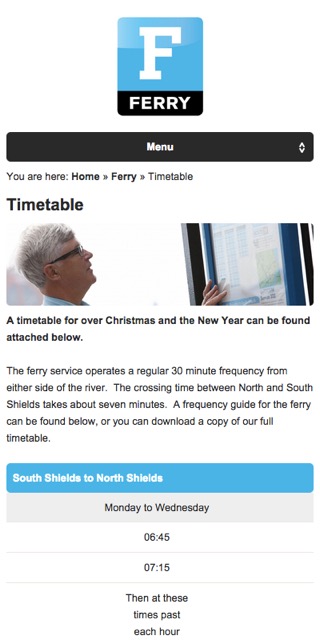 F
FERRY
Menu
You are here: Home » Ferry » Timetable
Timetable
A timetable for over Christmas and the New Year can be found
attached below.
The ferry service operates a regular 30 minute frequency from
either side of the river. The crossing time between North and South
Shields takes about seven minutes. A frequency guide for the ferry
can be found below, or you can download a copy of our full
timetable.
South Shields to North Shields
Monday to Wednesday
06:45
07:15
Then at these
times past
each hour